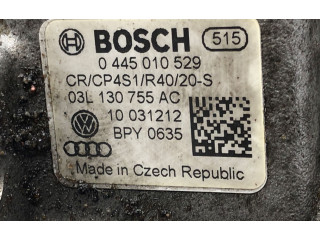 BOSCH 515
0 445 010 529
CR/CP4S1/R40/20-S
03L 130 755 AC
10 031212
BPY 0635
Made in Czech Republic